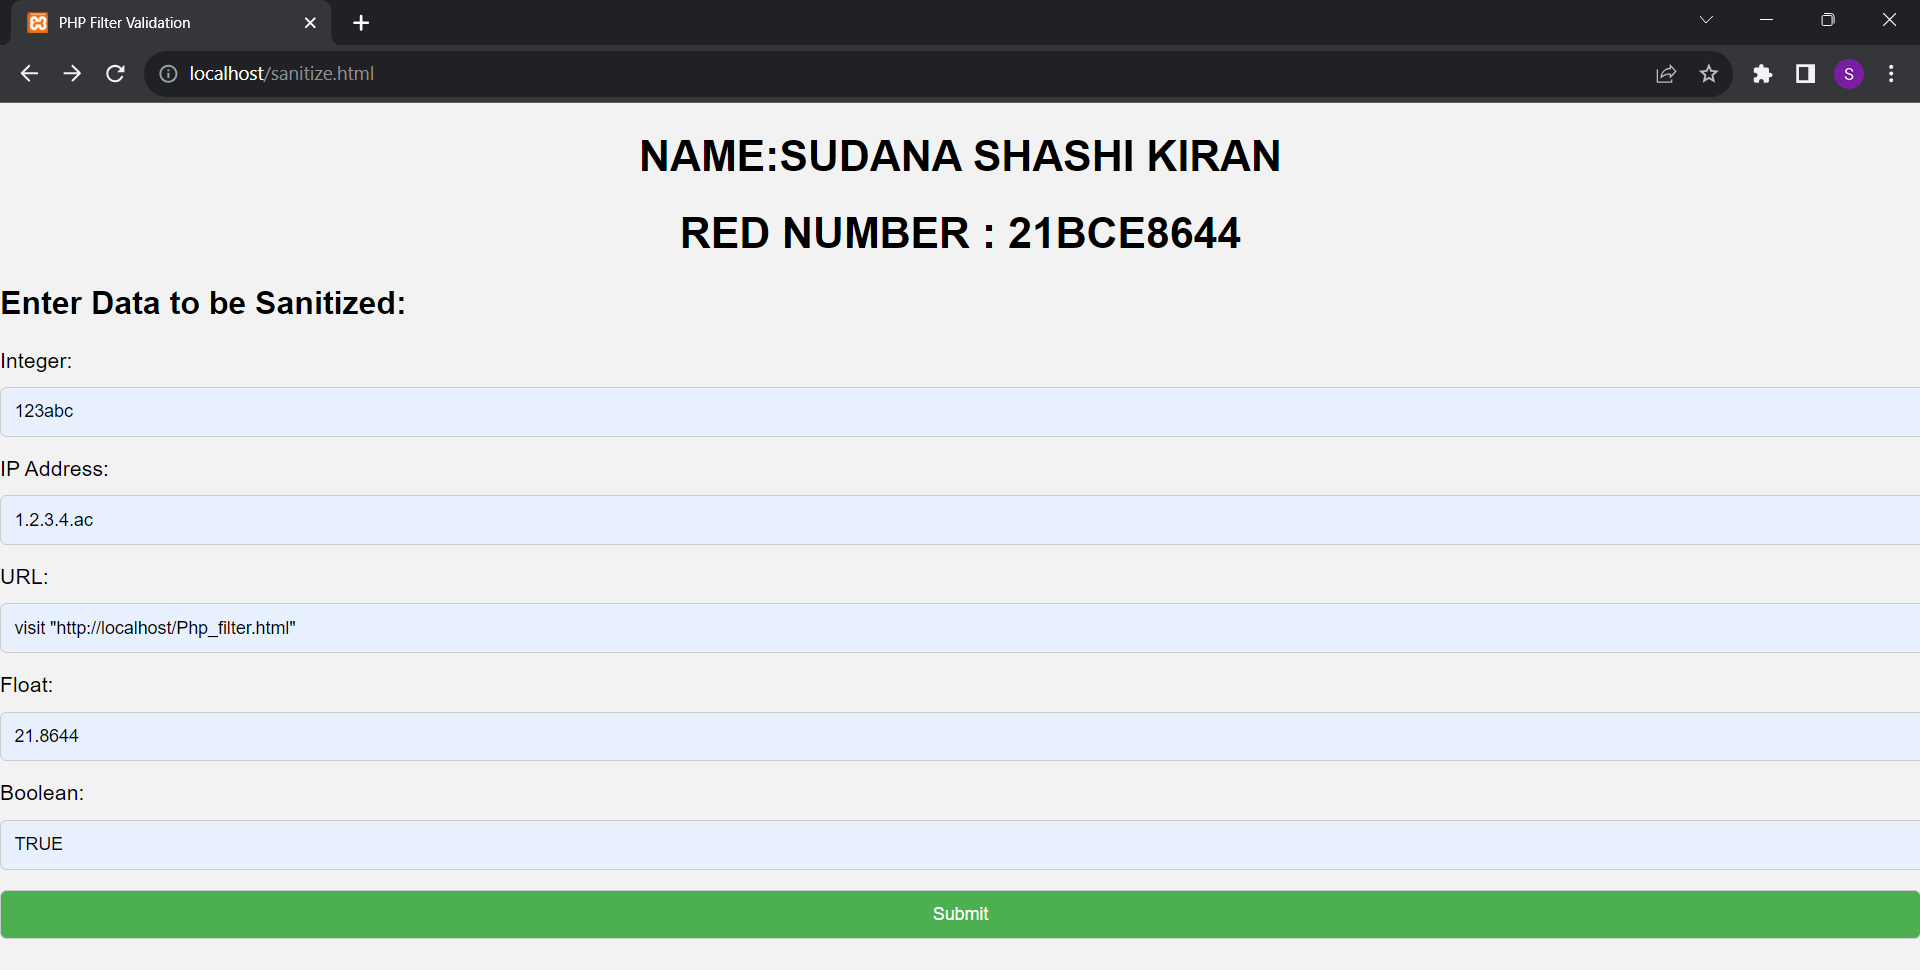 PHP Filter Validation
localhost/sanitize.html
S
NAME:SUDANA SHASHI KIRAN
RED NUMBER : 21BCE8644
Enter Data to be Sanitized:
Integer:
123abc
IP Address:
1.2.3.4.ac
URL:
visit "http://localhost/Php_filter.html"
Float:
21.8644
Boolean:
TRUE
Submit